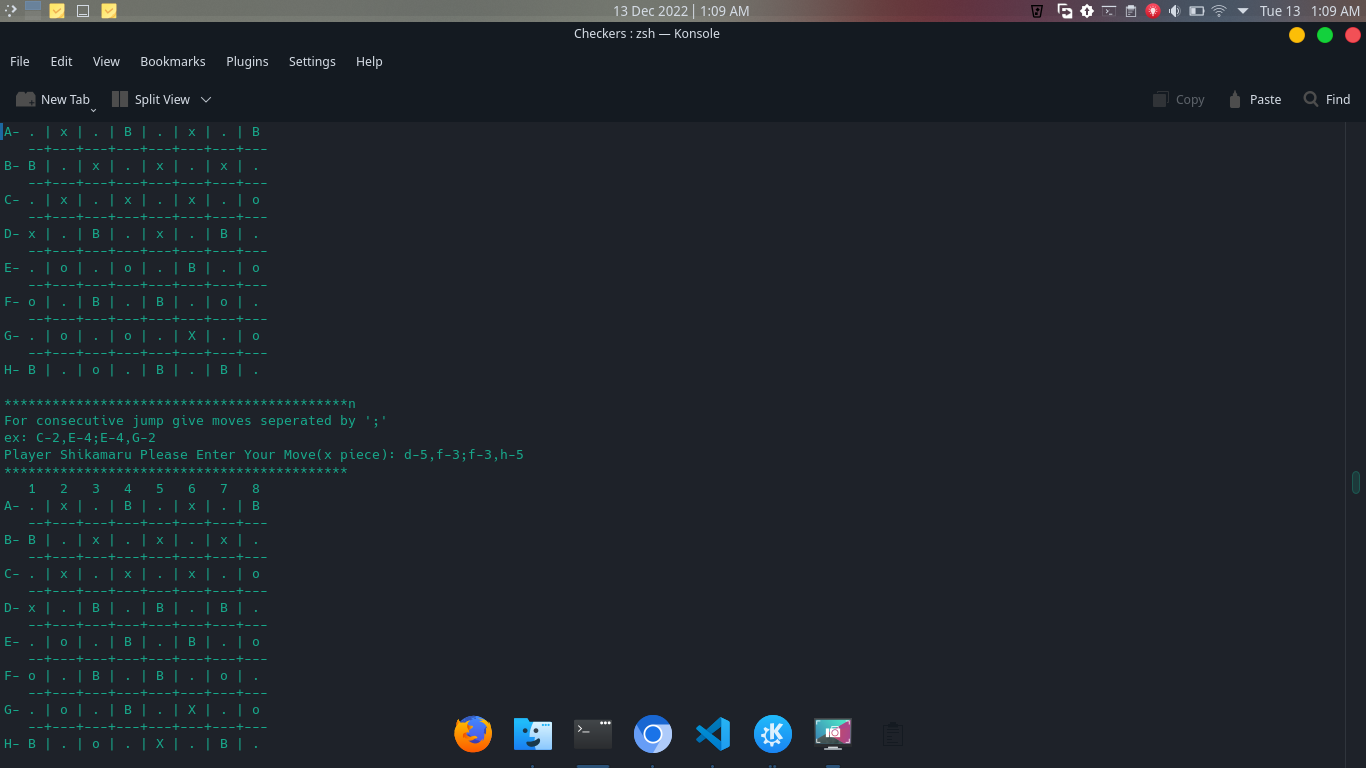 13 Dec 2022 | 1:09 AM
Tue 13 1:09 AM
Checkers : zsh — Konsole
File Edit View Bookmarks Plugins Settings Help
New Tab Split View Copy Paste Find
A- . | x | . | B | . | x | . | B
   --+---+---+---+---+---+---+---
B- B | . | x | . | x | . | x | .
   --+---+---+---+---+---+---+---
C- . | x | . | x | . | x | . | o
   --+---+---+---+---+---+---+---
D- x | . | B | . | x | . | B | .
   --+---+---+---+---+---+---+---
E- . | o | . | o | . | B | . | o
   --+---+---+---+---+---+---+---
F- o | . | B | . | B | . | o | .
   --+---+---+---+---+---+---+---
G- . | o | . | o | . | X | . | o
   --+---+---+---+---+---+---+---
H- B | . | o | . | B | . | B | .
*******************************************n
For consecutive jump give moves seperated by ';'
ex: C-2,E-4;E-4,G-2
Player Shikamaru Please Enter Your Move(x piece): d-5,f-3;f-3,h-5
*******************************************
   1   2   3   4   5   6   7   8
A- . | x | . | B | . | x | . | B
   --+---+---+---+---+---+---+---
B- B | . | x | . | x | . | x | .
   --+---+---+---+---+---+---+---
C- . | x | . | x | . | x | . | o
   --+---+---+---+---+---+---+---
D- x | . | B | . | B | . | B | .
   --+---+---+---+---+---+---+---
E- . | o | . | B | . | B | . | o
   --+---+---+---+---+---+---+---
F- o | . | B | . | B | . | o | .
   --+---+---+---+---+---+---+---
G- . | o | . | B | . | X | . | o
   --+---+---+---+---+---+---+---
H- B | . | o | . | X | . | B | .